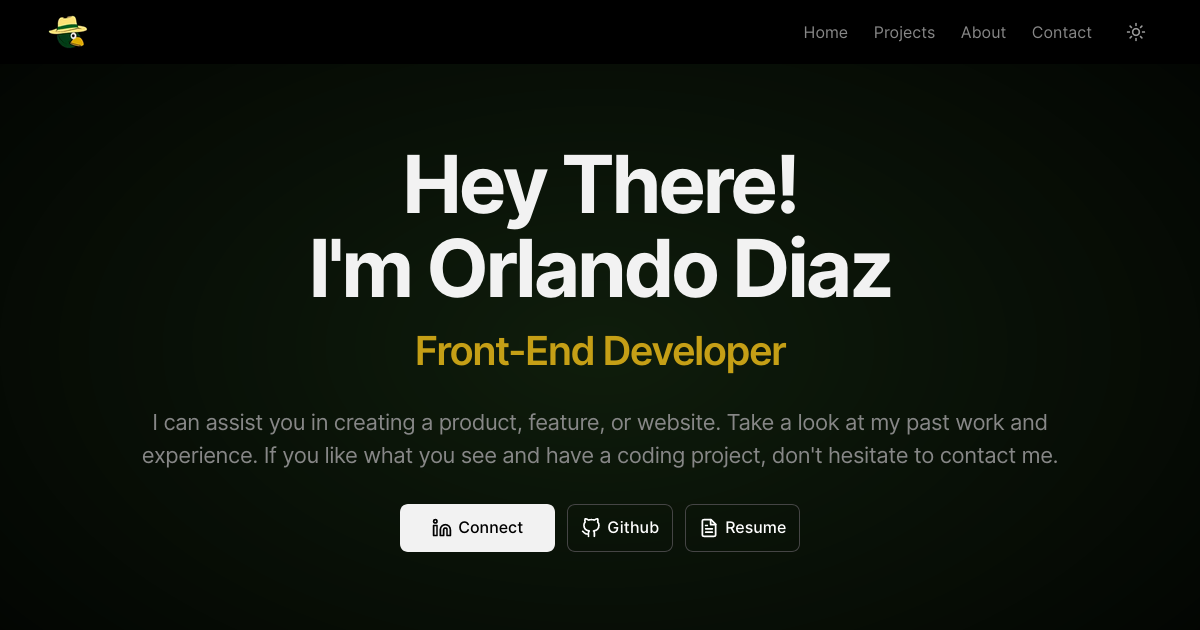 Home Projects About Contact
Hey There!
I'm Orlando Diaz
Front-End Developer
I can assist you in creating a product, feature, or website. Take a look at my past work and
experience. If you like what you see and have a coding project, don't hesitate to contact me.
Connect Github Resume